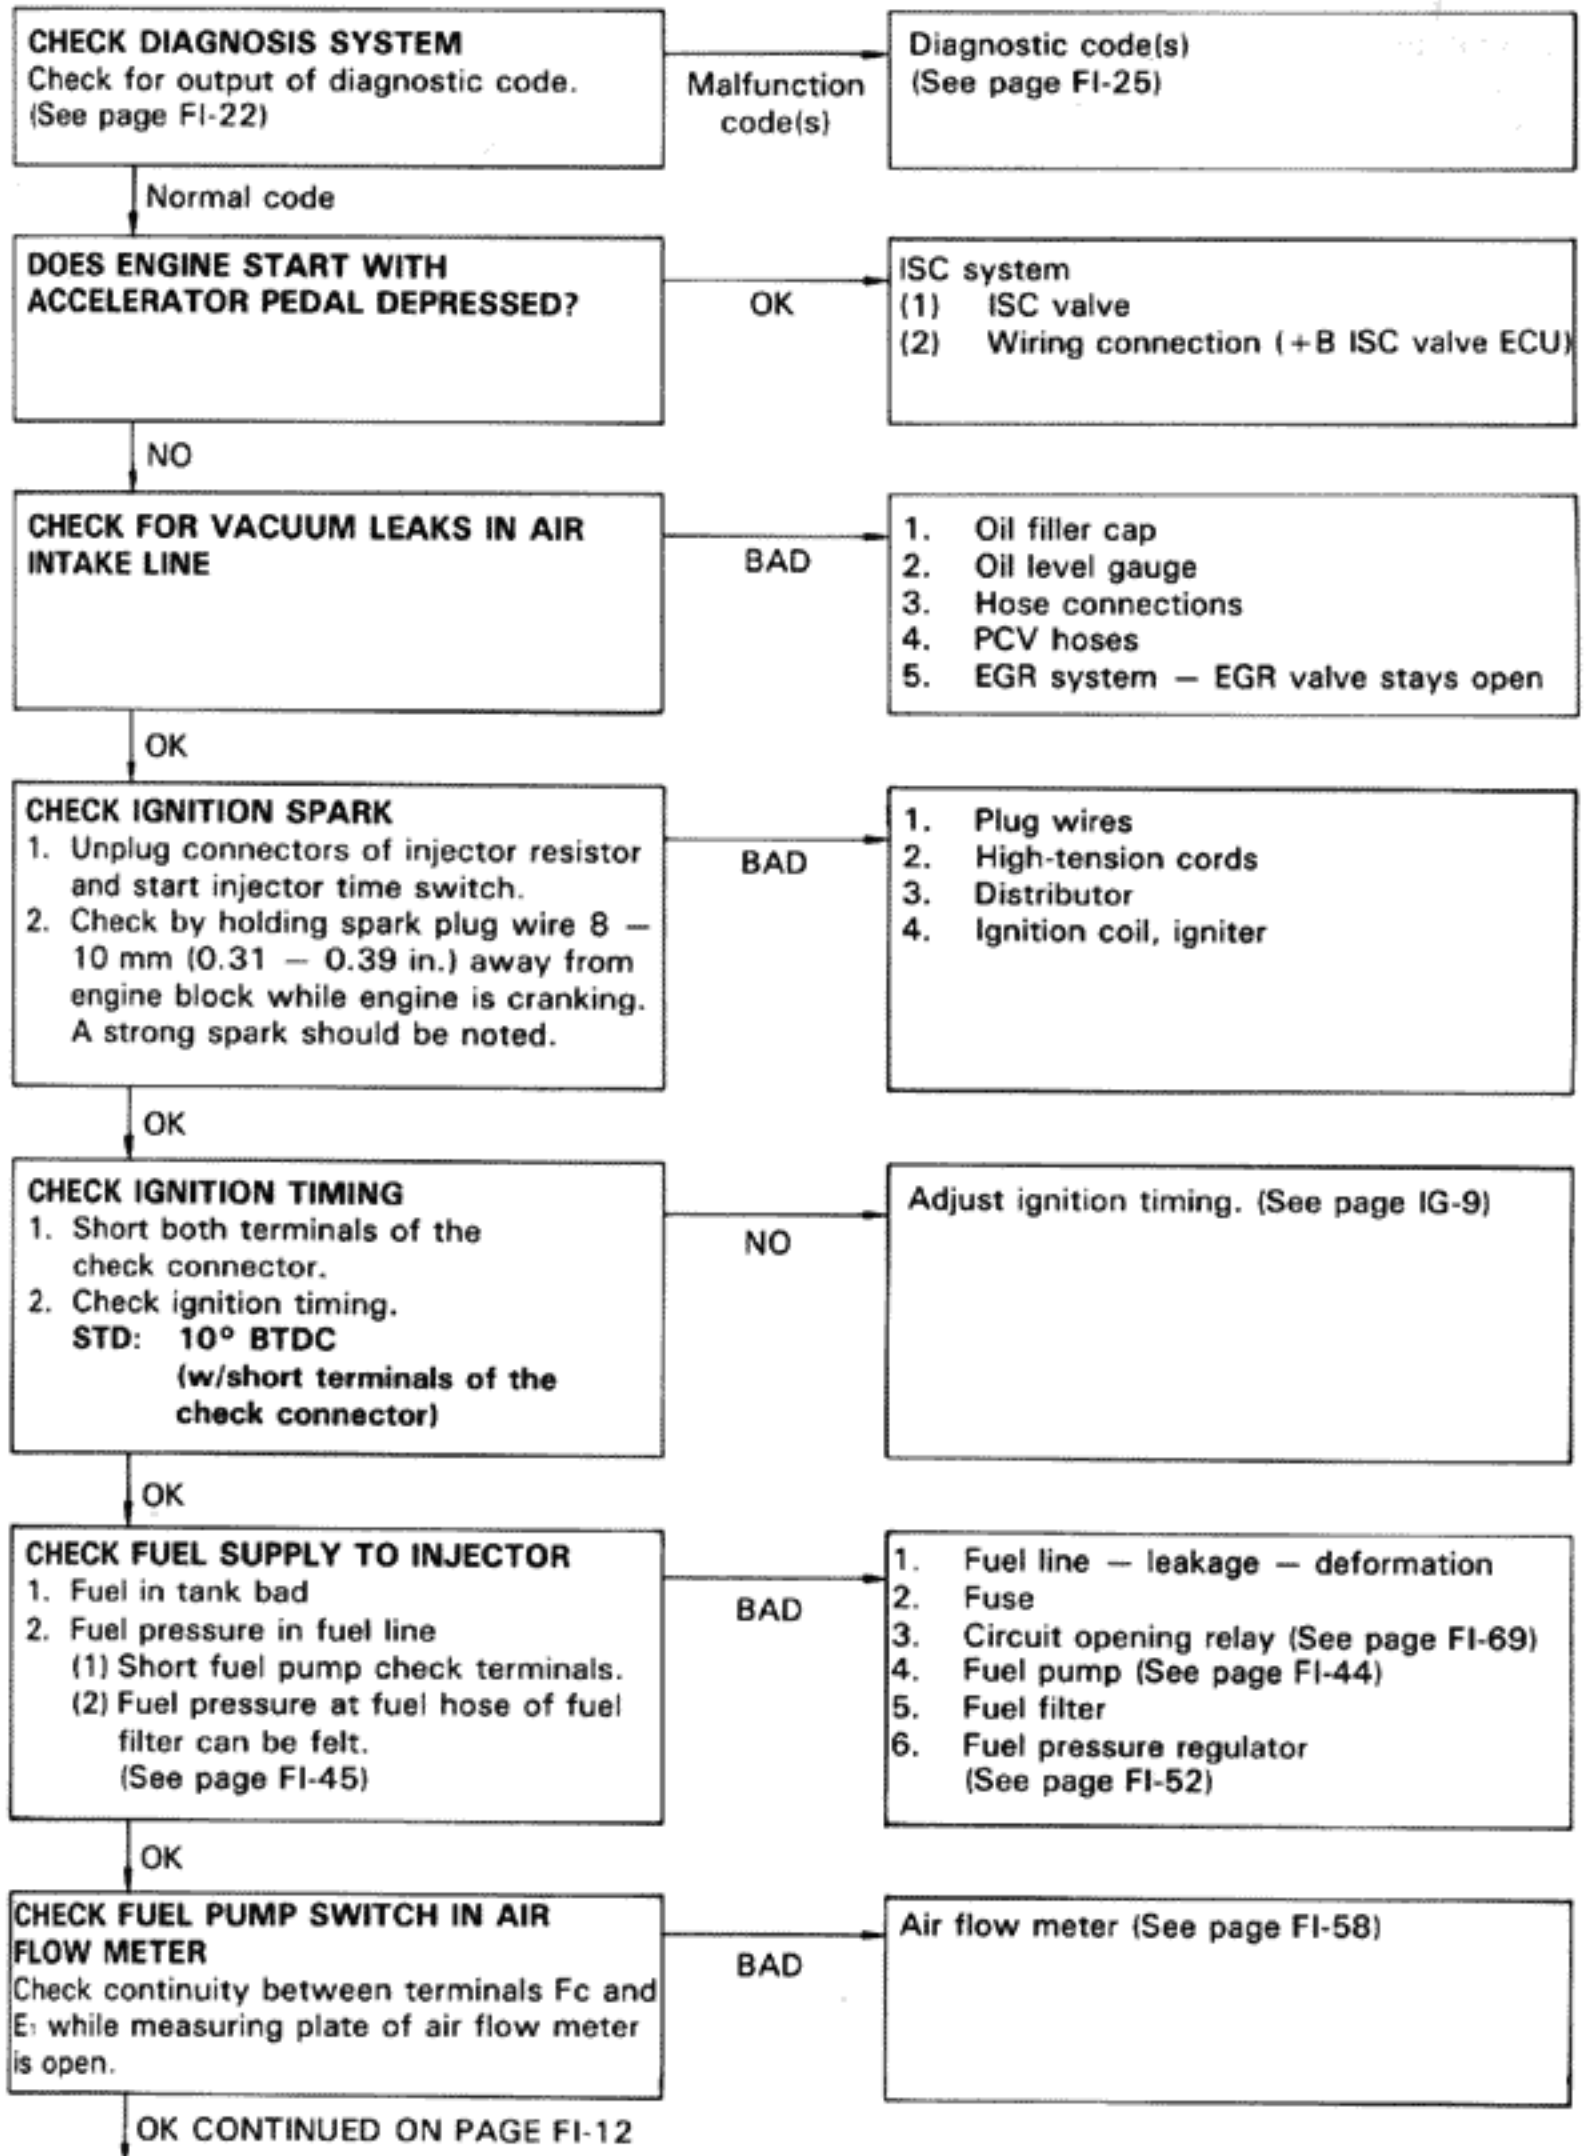 CHECK DIAGNOSIS SYSTEM
Check for output of diagnostic code.
(See page FI-22)
Malfunction
code(s)
Diagnostic code(s)
(See page FI-25)
Normal code
DOES ENGINE START WITH
ACCELERATOR PEDAL DEPRESSED?
OK
ISC system
(1) ISC valve
(2) Wiring connection (+B ISC valve ECU)
NO
CHECK FOR VACUUM LEAKS IN AIR
INTAKE LINE
BAD
1. Oil filler cap
2. Oil level gauge
3. Hose connections
4. PCV hoses
5. EGR system — EGR valve stays open
OK
CHECK IGNITION SPARK
1. Unplug connectors of injector resistor
and start injector time switch.
2. Check by holding spark plug wire 8 —
10 mm (0.31 — 0.39 in.) away from
engine block while engine is cranking.
A strong spark should be noted.
BAD
1. Plug wires
2. High-tension cords
3. Distributor
4. Ignition coil, igniter
OK
CHECK IGNITION TIMING
1. Short both terminals of the
check connector.
2. Check ignition timing.
STD: 10° BTDC
(w/short terminals of the
check connector)
NO
Adjust ignition timing. (See page IG-9)
OK
CHECK FUEL SUPPLY TO INJECTOR
1. Fuel in tank bad
2. Fuel pressure in fuel line
(1) Short fuel pump check terminals.
(2) Fuel pressure at fuel hose of fuel
filter can be felt.
(See page FI-45)
BAD
1. Fuel line — leakage — deformation
2. Fuse
3. Circuit opening relay (See page FI-69)
4. Fuel pump (See page FI-44)
5. Fuel filter
6. Fuel pressure regulator
(See page FI-52)
OK
CHECK FUEL PUMP SWITCH IN AIR
FLOW METER
Check continuity between terminals Fc and
E₁ while measuring plate of air flow meter
is open.
BAD
Air flow meter (See page FI-58)
OK CONTINUED ON PAGE FI-12